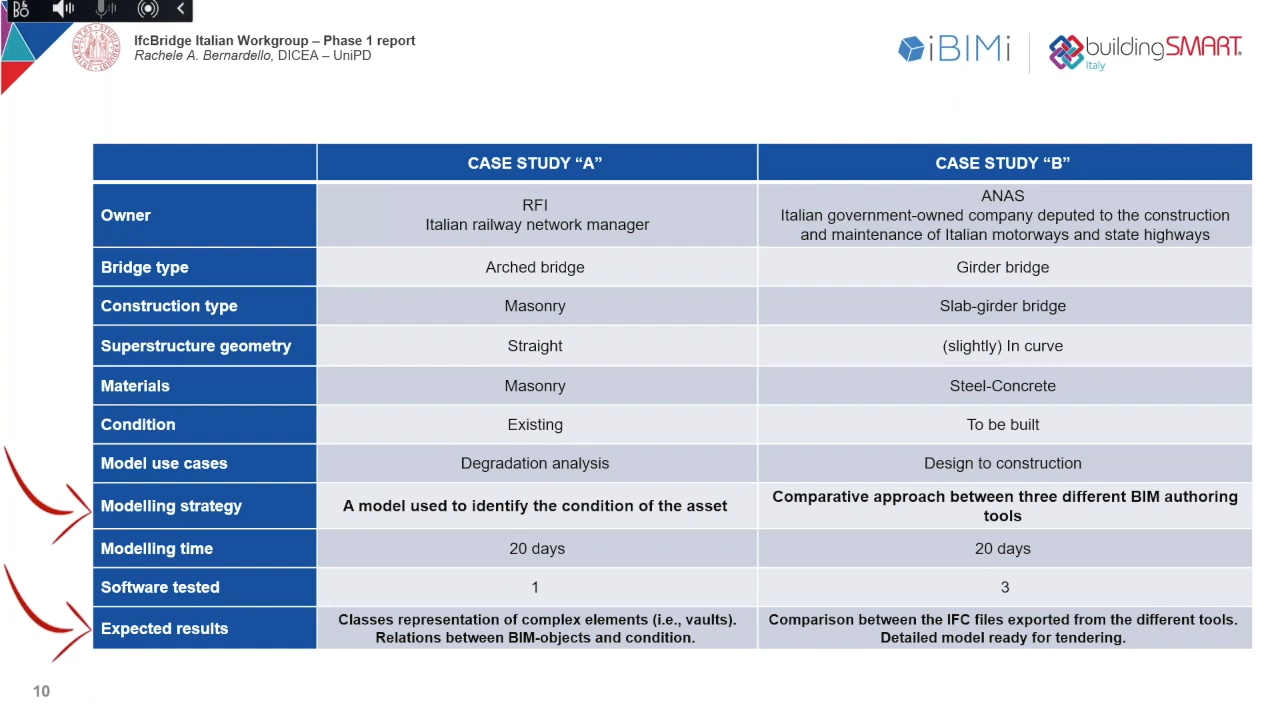 IfcBridge Italian Workgroup – Phase 1 report
Rachele A. Bernardello, DICEA – UniPD
iBIMi
buildingSMART
Italy
CASE STUDY “A”
CASE STUDY “B”
Owner
RFI
Italian railway network manager
ANAS
Italian government-owned company deputed to the construction
and maintenance of Italian motorways and state highways
Bridge type
Arched bridge
Girder bridge
Construction type
Masonry
Slab-girder bridge
Superstructure geometry
Straight
(slightly) In curve
Materials
Masonry
Steel-Concrete
Condition
Existing
To be built
Model use cases
Degradation analysis
Design to construction
Modelling strategy
A model used to identify the condition of the asset
Comparative approach between three different BIM authoring
tools
Modelling time
20 days
20 days
Software tested
1
3
Expected results
Classes representation of complex elements (i.e., vaults).
Relations between BIM-objects and condition.
Comparison between the IFC files exported from the different tools.
Detailed model ready for tendering.
10